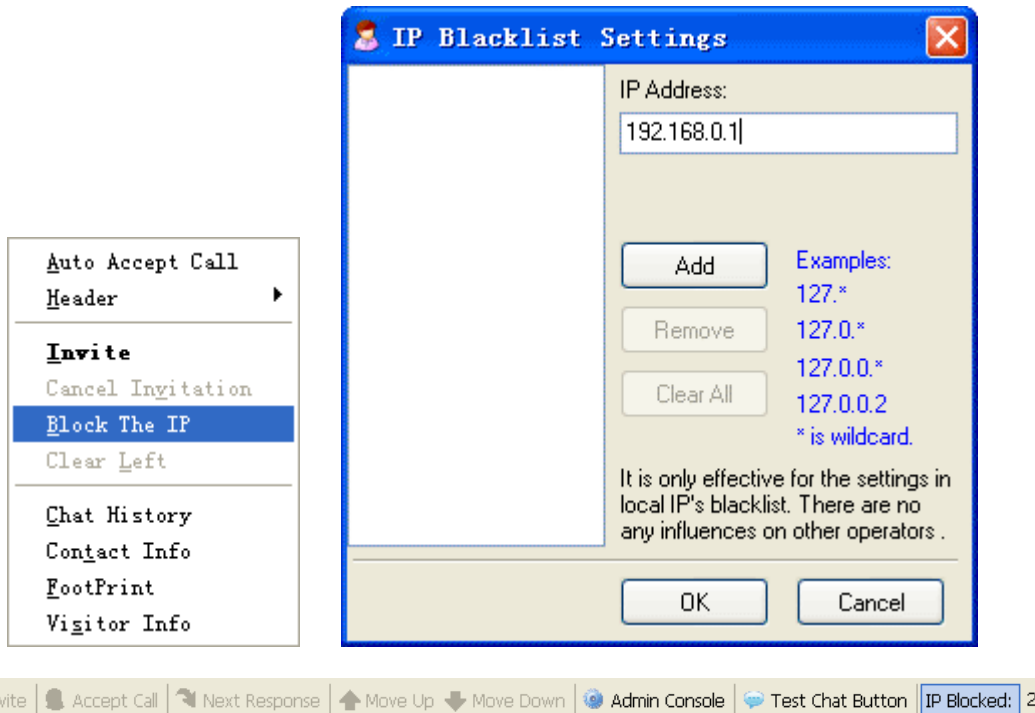 IP Blacklist Settings
IP Address:
192.168.0.1
Add
Remove
Clear All
Examples:
127.*
127.0.*
127.0.0.*
127.0.0.2
* is wildcard.
It is only effective for the settings in
local IP's blacklist. There are no
any influences on other operators .
OK
Cancel
Auto Accept Call
Header
Invite
Cancel Invitation
Block The IP
Clear Left
Chat History
Contact Info
FootPrint
Visitor Info
vite Accept Call Next Response Move Up Move Down Admin Console Test Chat Button IP Blocked: 2